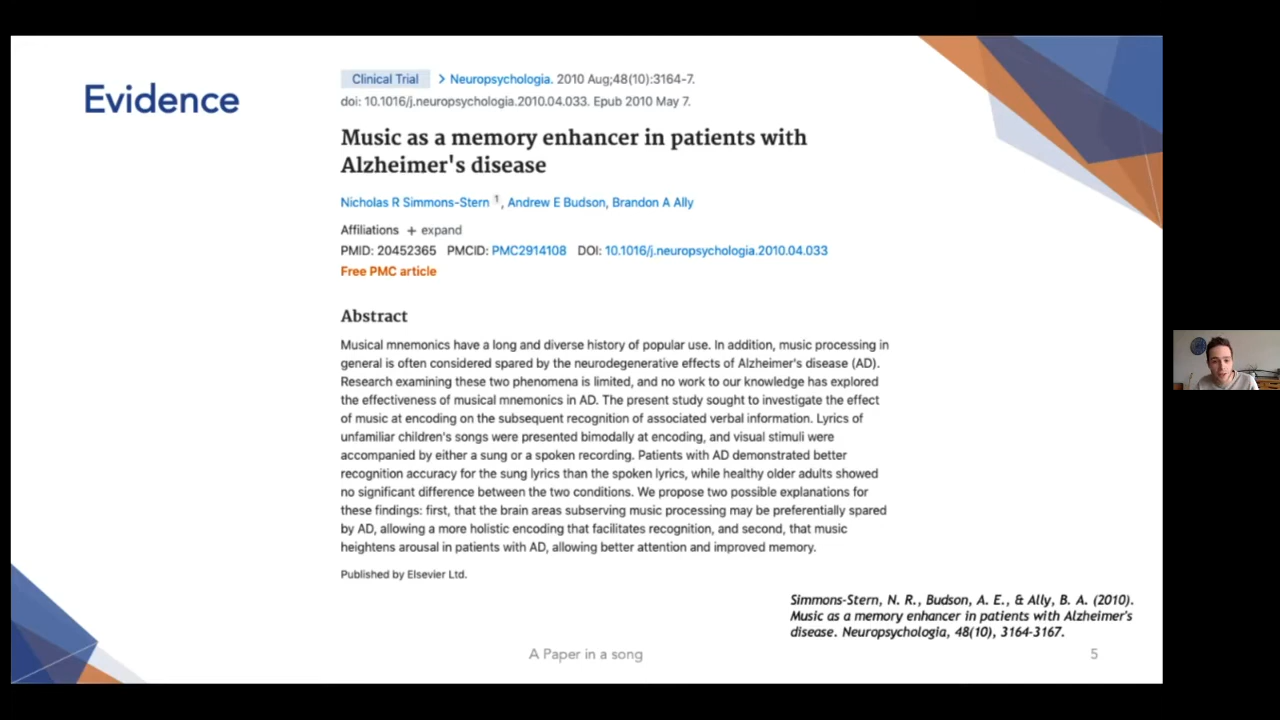 Evidence
Clinical Trial > Neuropsychologia. 2010 Aug;48(10):3164-7.
doi: 10.1016/j.neuropsychologia.2010.04.033. Epub 2010 May 7.
Music as a memory enhancer in patients with
Alzheimer's disease
Nicholas R Simmons-Stern 1, Andrew E Budson, Brandon A Ally
Affiliations + expand
PMID: 20452365 PMCID: PMC2914108 DOI: 10.1016/j.neuropsychologia.2010.04.033
Free PMC article
Abstract
Musical mnemonics have a long and diverse history of popular use. In addition, music processing in
general is often considered spared by the neurodegenerative effects of Alzheimer's disease (AD).
Research examining these two phenomena is limited, and no work to our knowledge has explored
the effectiveness of musical mnemonics in AD. The present study sought to investigate the effect
of music at encoding on the subsequent recognition of associated verbal information. Lyrics of
unfamiliar children's songs were presented bimodally at encoding, and visual stimuli were
accompanied by either a sung or a spoken recording. Patients with AD demonstrated better
recognition accuracy for the sung lyrics than the spoken lyrics, while healthy older adults showed
no significant difference between the two conditions. We propose two possible explanations for
these findings: first, that the brain areas subserving music processing may be preferentially spared
by AD, allowing a more holistic encoding that facilitates recognition, and second, that music
heightens arousal in patients with AD, allowing better attention and improved memory.
Published by Elsevier Ltd.
Simmons-Stern, N. R., Budson, A. E., & Ally, B. A. (2010).
Music as a memory enhancer in patients with Alzheimer's
disease. Neuropsychologia, 48(10), 3164-3167.
A Paper in a song
5